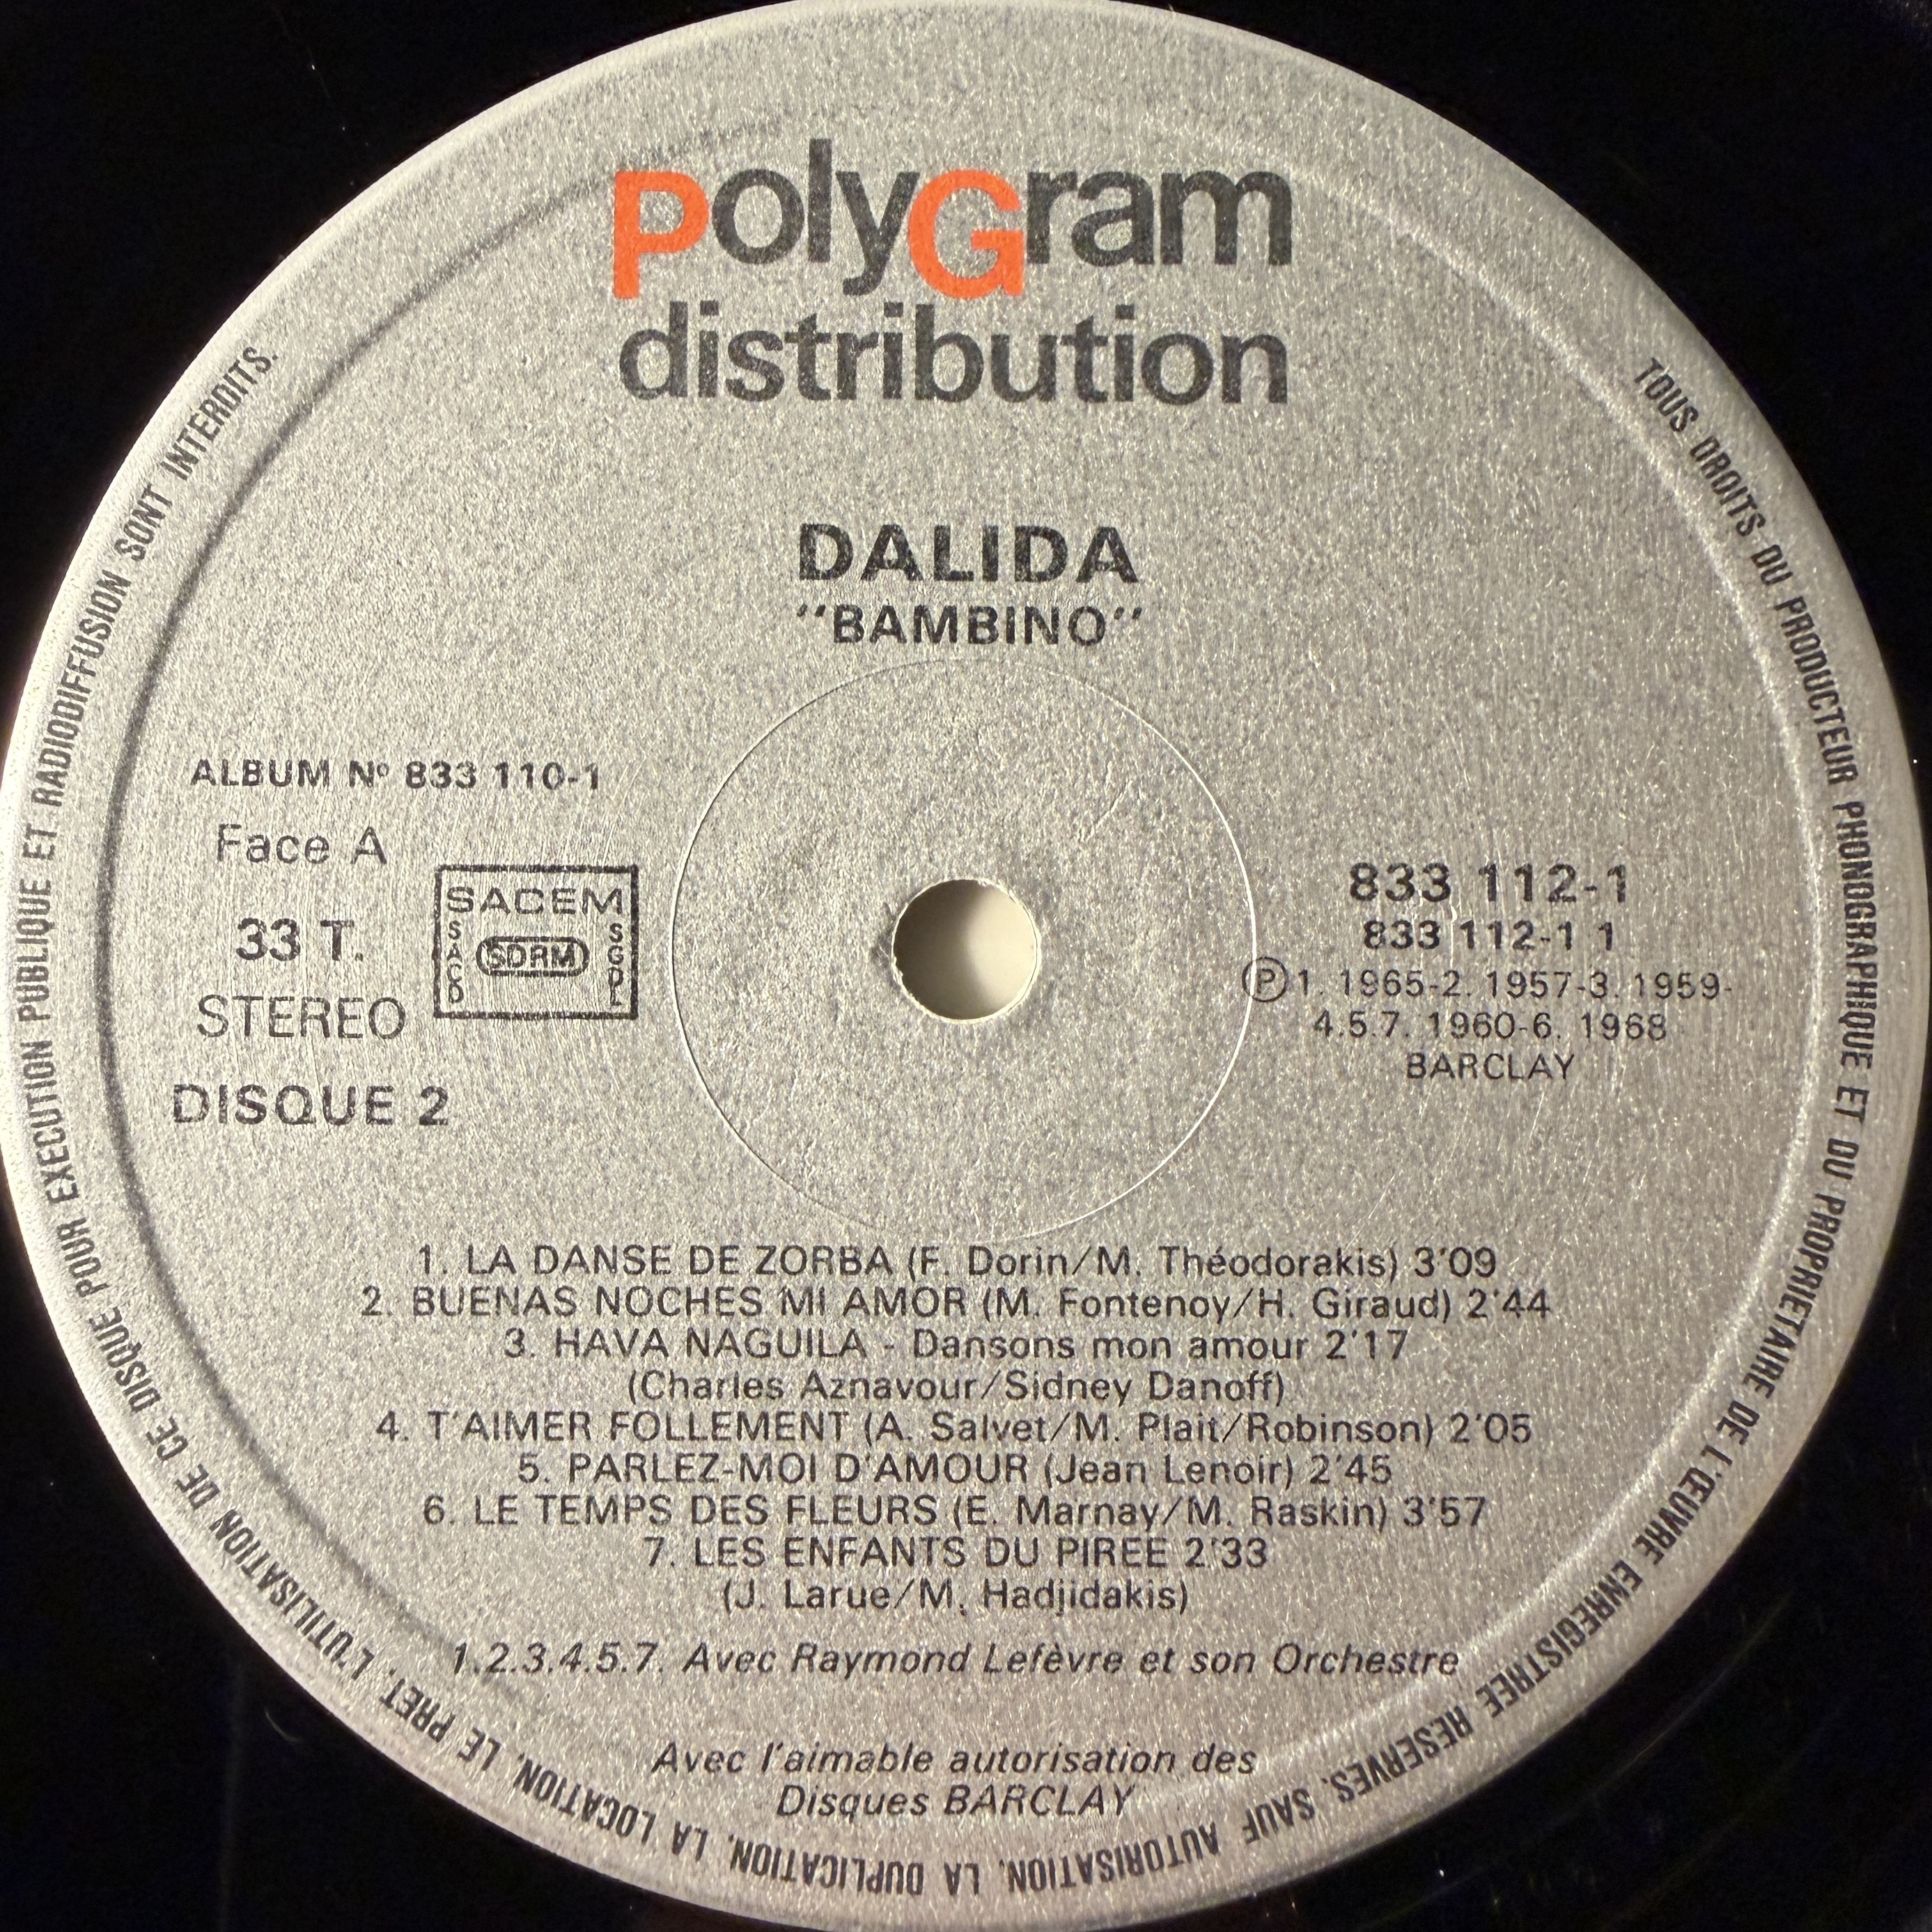 PolyGram
distribution
DALIDA
"BAMBINO"
ALBUM Nº 833 110-1
Face A
33 T.
STEREO
DISQUE 2
SACEM
SACD
SDRM
SGDL
833 112-1
833 112-1 1
Ⓟ 1. 1965-2. 1957-3. 1959-
4.5.7. 1960-6. 1968
BARCLAY
1. LA DANSE DE ZORBA (F. Dorin/M. Théodorakis) 3'09
2. BUENAS NOCHES MI AMOR (M. Fontenoy/H. Giraud) 2'44
3. HAVA NAGUILA - Dansons mon amour 2'17
(Charles Aznavour/Sidney Danoff)
4. T'AIMER FOLLEMENT (A. Salvet/M. Plait/Robinson) 2'05
5. PARLEZ-MOI D'AMOUR (Jean Lenoir) 2'45
6. LE TEMPS DES FLEURS (E. Marnay/M. Raskin) 3'57
7. LES ENFANTS DU PIREE 2'33
(J. Larue/M. Hadjidakis)
1.2.3.4.5.7. Avec Raymond Lefèvre et son Orchestre
Avec l'aimable autorisation des
Disques BARCLAY
TOUS DROITS DU PRODUCTEUR PHONOGRAPHIQUE ET DU PROPRIETAIRE DE L'ŒUVRE ENREGISTREE RESERVES. SAUF AUTORISATION, LA DUPLICATION, LA LOCATION, LE PRET, L'UTILISATION DE CE DISQUE POUR EXECUTION PUBLIQUE ET RADIODIFFUSION SONT INTERDITS.